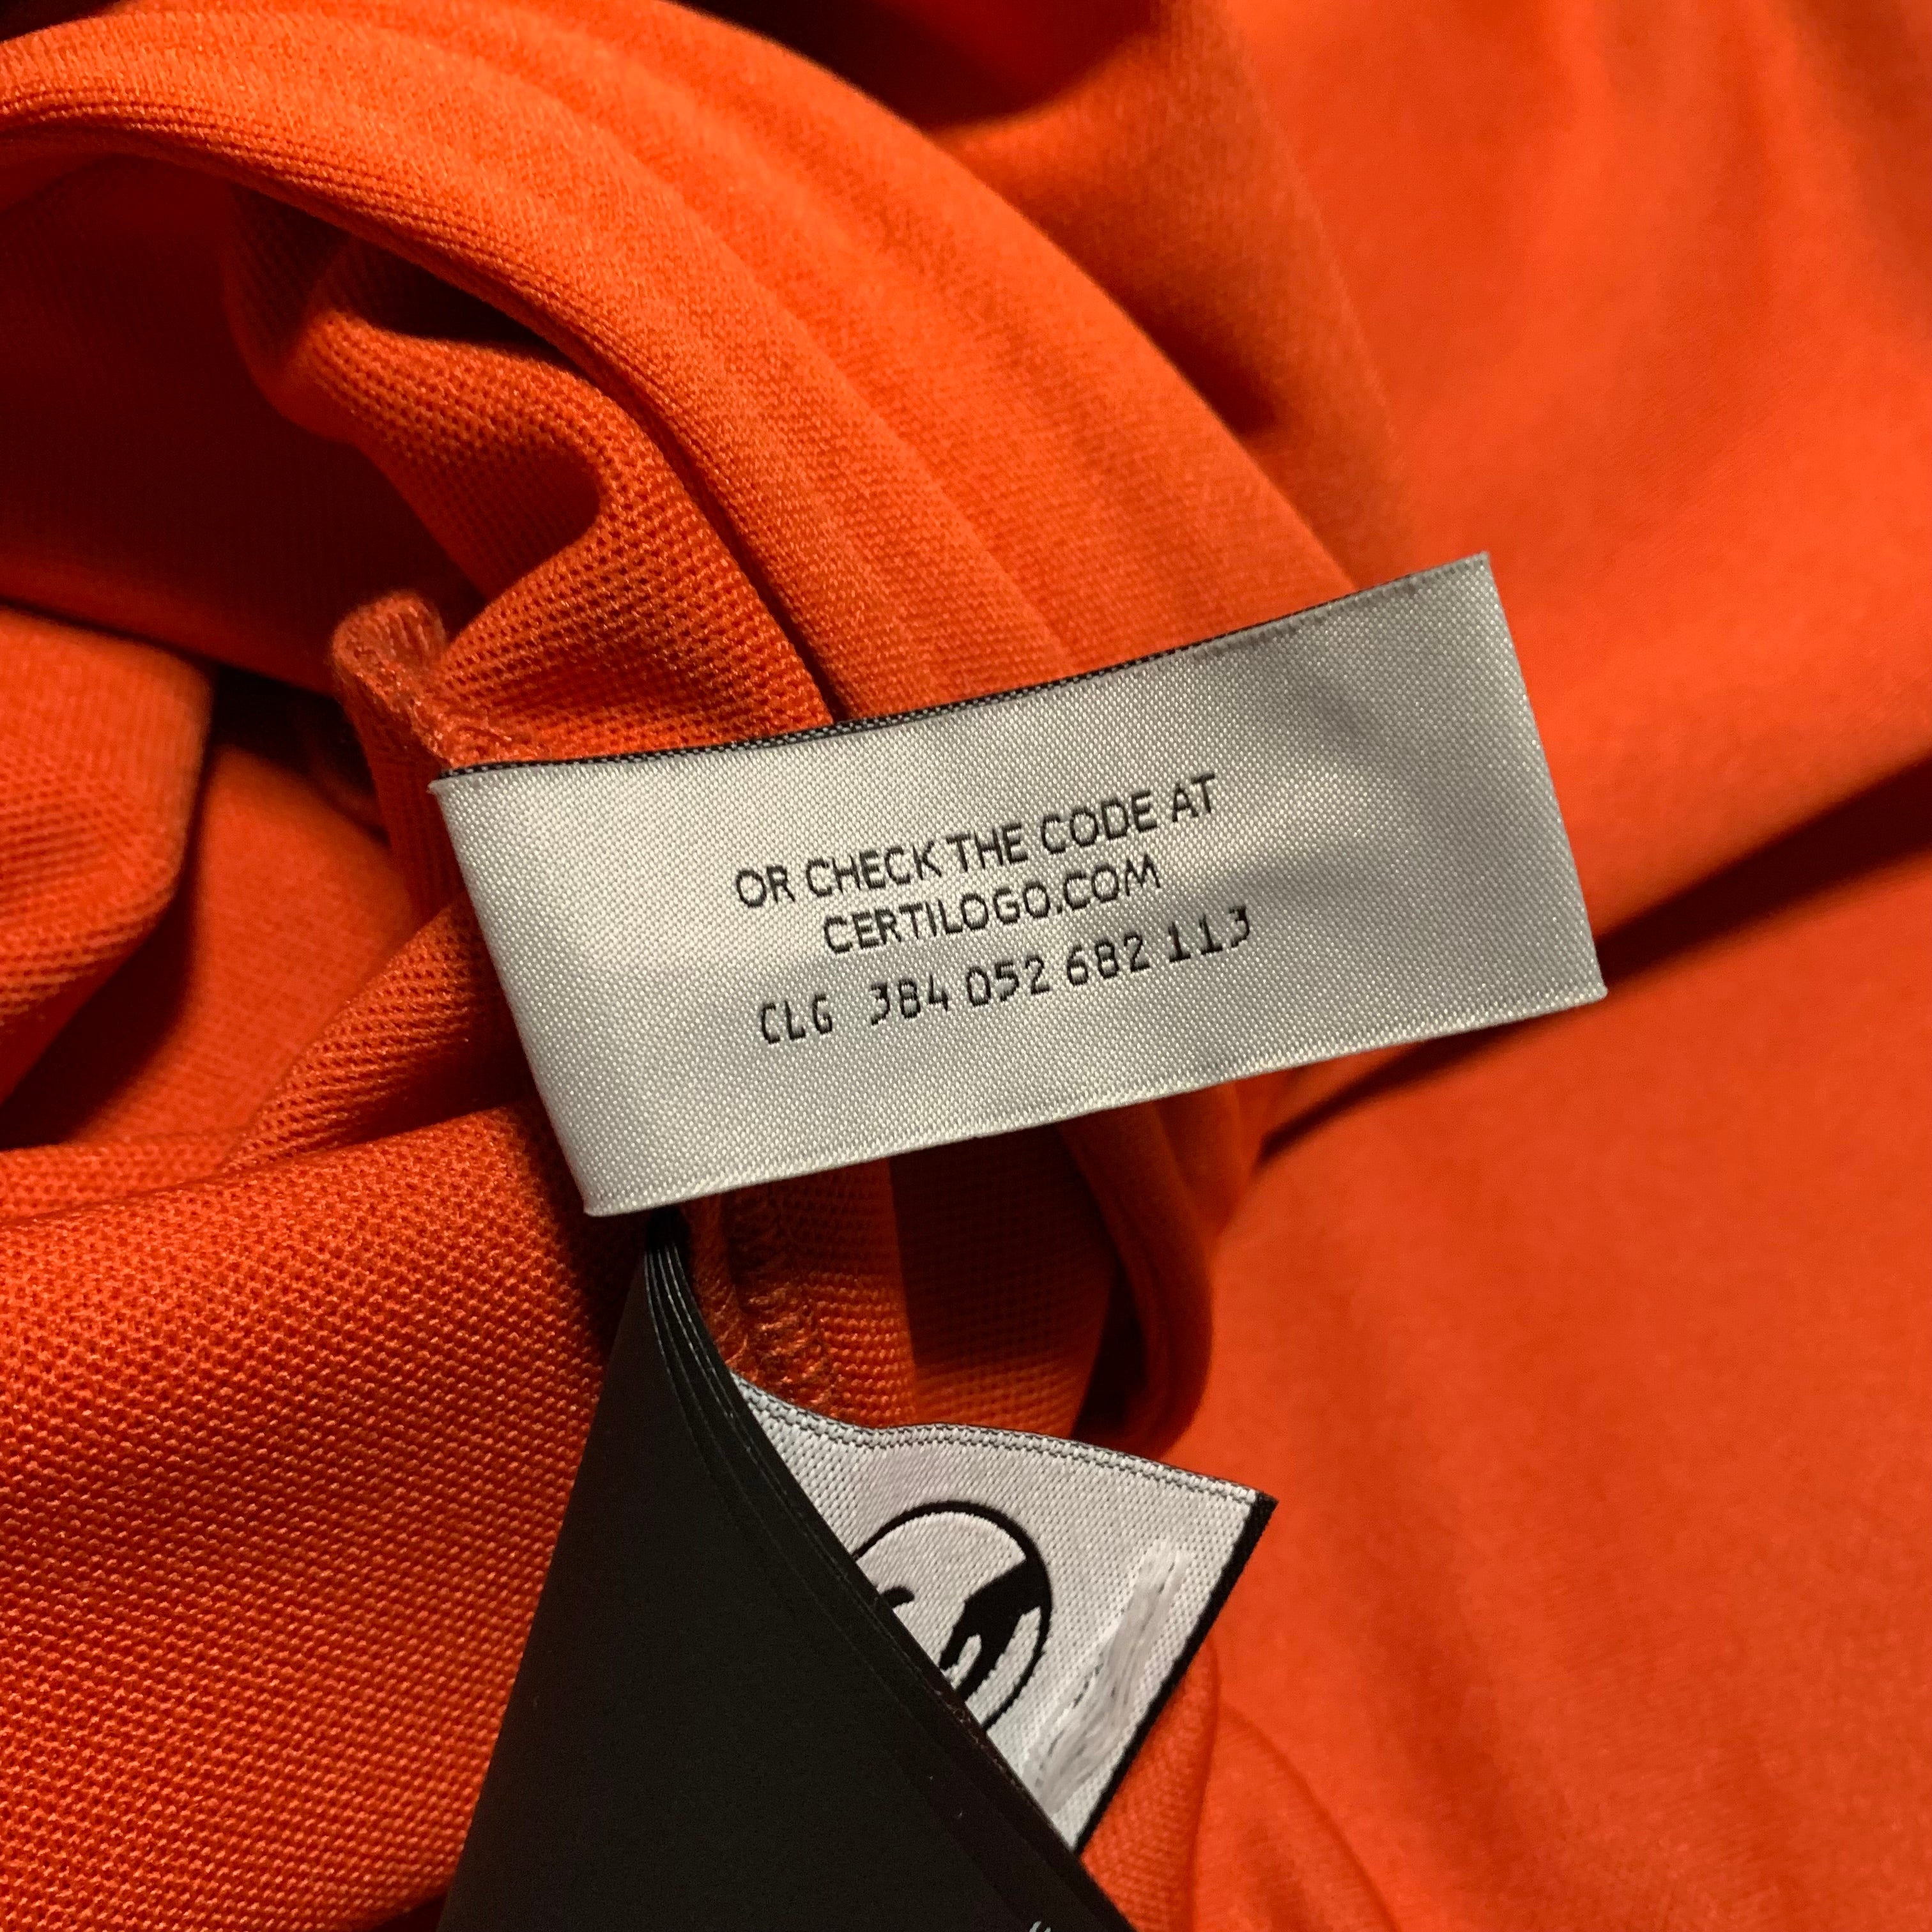 OR CHECK THE CODE AT
CERTILOGO.COM
CLG 384 052 682 113